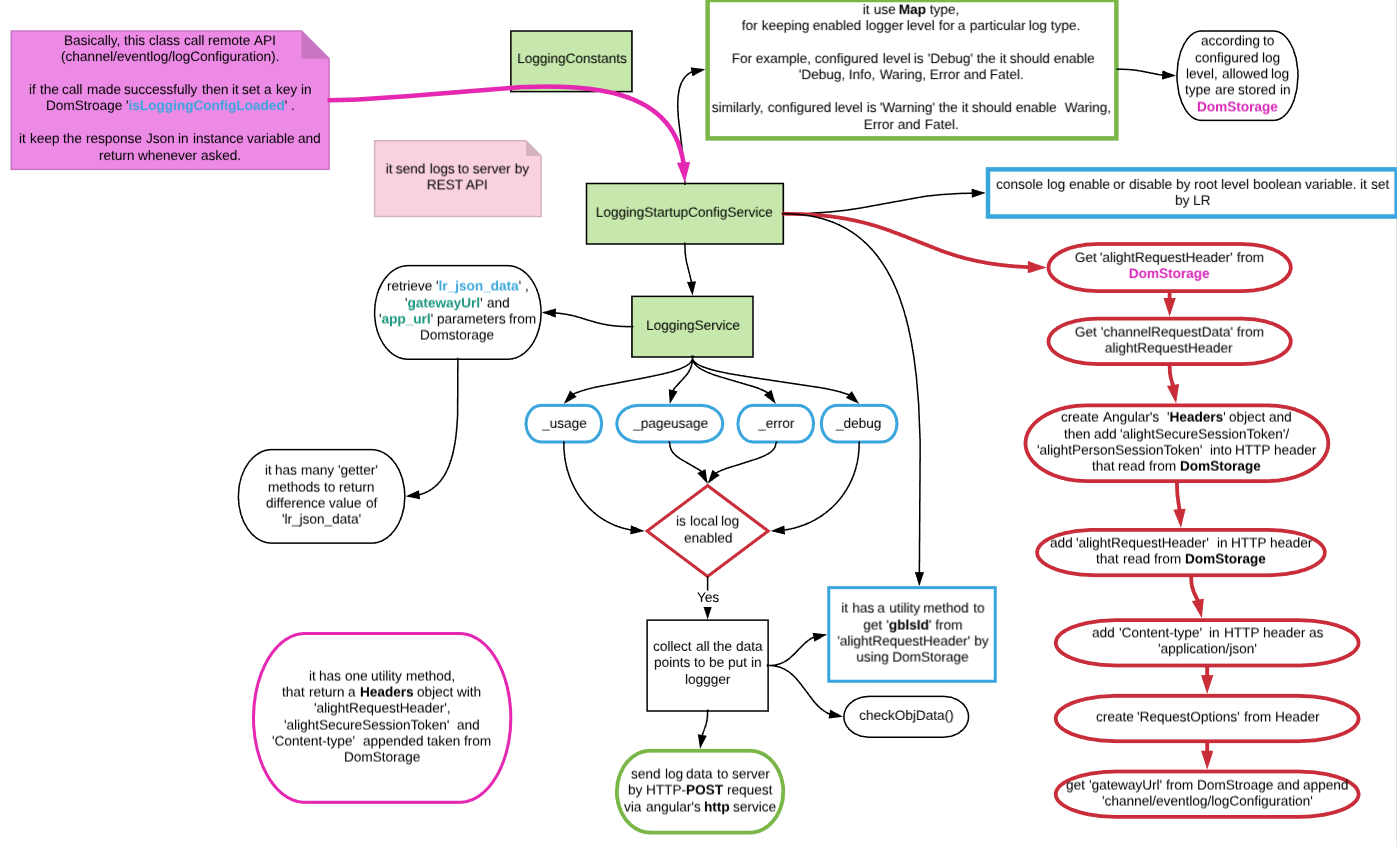 Basically, this class call remote API
(channel/eventlog/logConfiguration).
if the call made successfully then it set a key in
DomStroage 'isLoggingConfigLoaded' .
it keep the response Json in instance variable and
return whenever asked.
LoggingConstants
it use Map type,
for keeping enabled logger level for a particular log type.
For example, configured level is 'Debug' the it should enable
'Debug, Info, Waring, Error and Fatel.
similarly, configured level is 'Warning' the it should enable Waring,
Error and Fatel.
according to
configured log
level, allowed log
type are stored in
DomStorage
it send logs to server by
REST API
LoggingStartupConfigService
console log enable or disable by root level boolean variable. it set
by LR
retrieve 'lr_json_data' ,
'gatewayUrl' and
'app_url' parameters from
Domstorage
LoggingService
_usage
_pageusage
_error
_debug
it has many 'getter'
methods to return
difference value of
'lr_json_data'
is local log
enabled
Yes
collect all the data
points to be put in
loggger
it has a utility method to
get 'gblsId' from
'alightRequestHeader' by
using DomStorage
checkObjData()
send log data to server
by HTTP-POST request
via angular's http service
it has one utility method,
that return a Headers object with
'alightRequestHeader',
'alightSecureSessionToken' and
'Content-type' appended taken from
DomStorage
Get 'alightRequestHeader' from
DomStorage
Get 'channelRequestData' from
alightRequestHeader
create Angular's 'Headers' object and
then add 'alightSecureSessionToken'/
'alightPersonSessionToken' into HTTP header
that read from DomStorage
add 'alightRequestHeader' in HTTP header
that read from DomStorage
add 'Content-type' in HTTP header as
'application/json'
create 'RequestOptions' from Header
get 'gatewayUrl' from DomStroage and append
'channel/eventlog/logConfiguration'